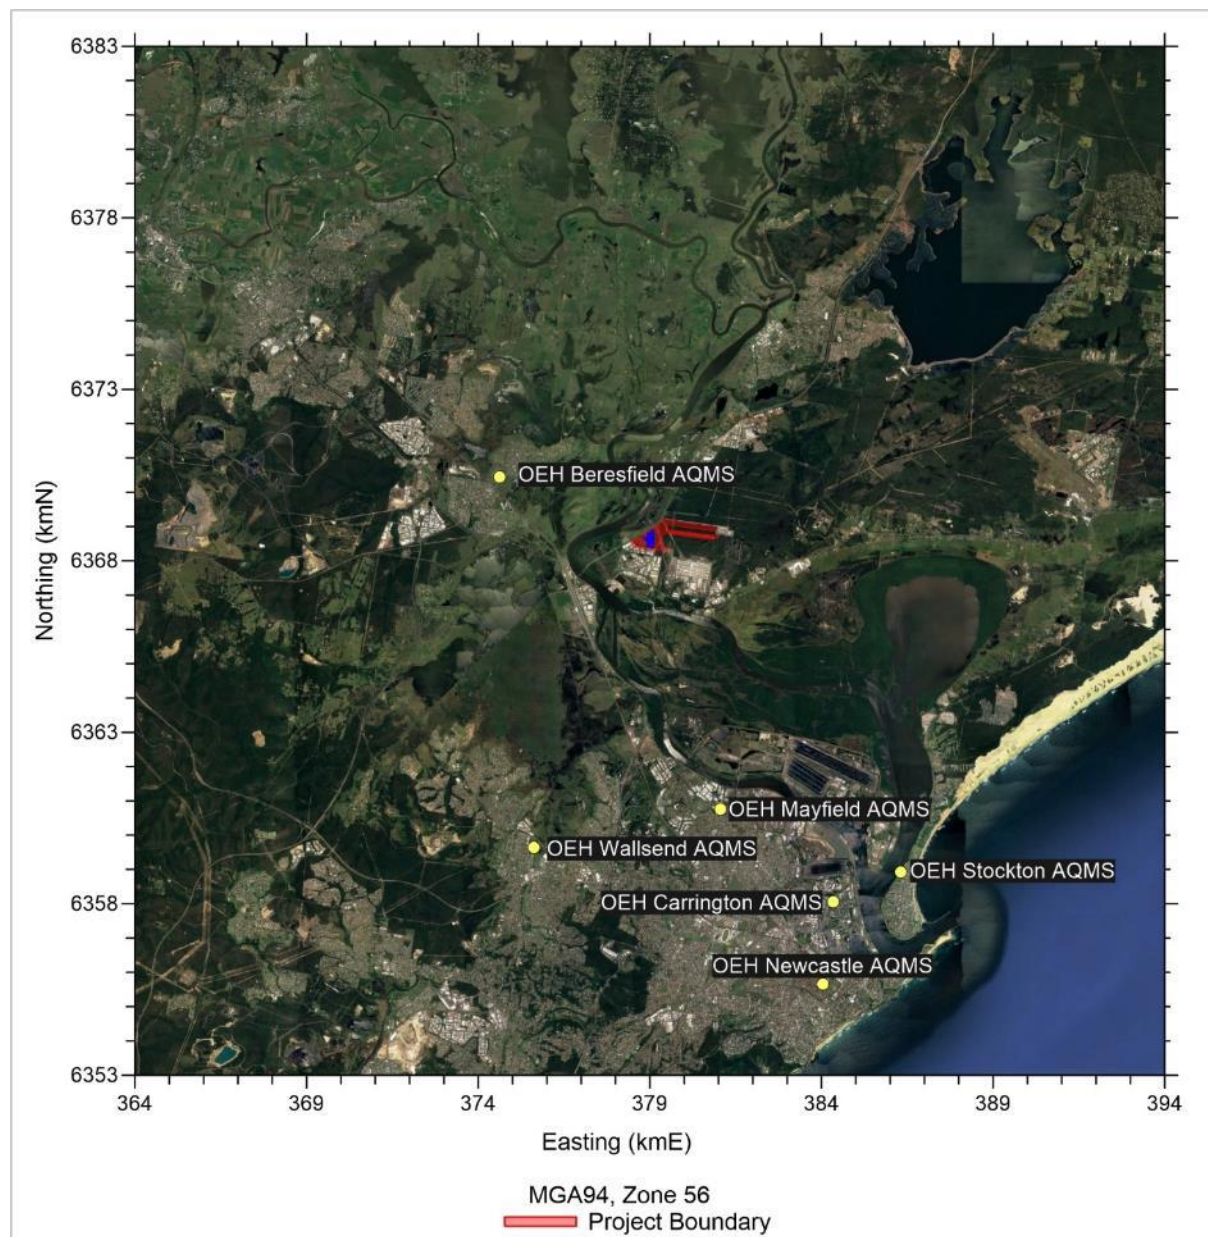 6383
6378
6373
6368
6363
6358
6353
Northing (kmN)
OEH Beresfield AQMS
OEH Mayfield AQMS
OEH Wallsend AQMS
OEH Stockton AQMS
OEH Carrington AQMS
OEH Newcastle AQMS
364 369 374 379 384 389 394
Easting (kmE)
MGA94, Zone 56
Project Boundary